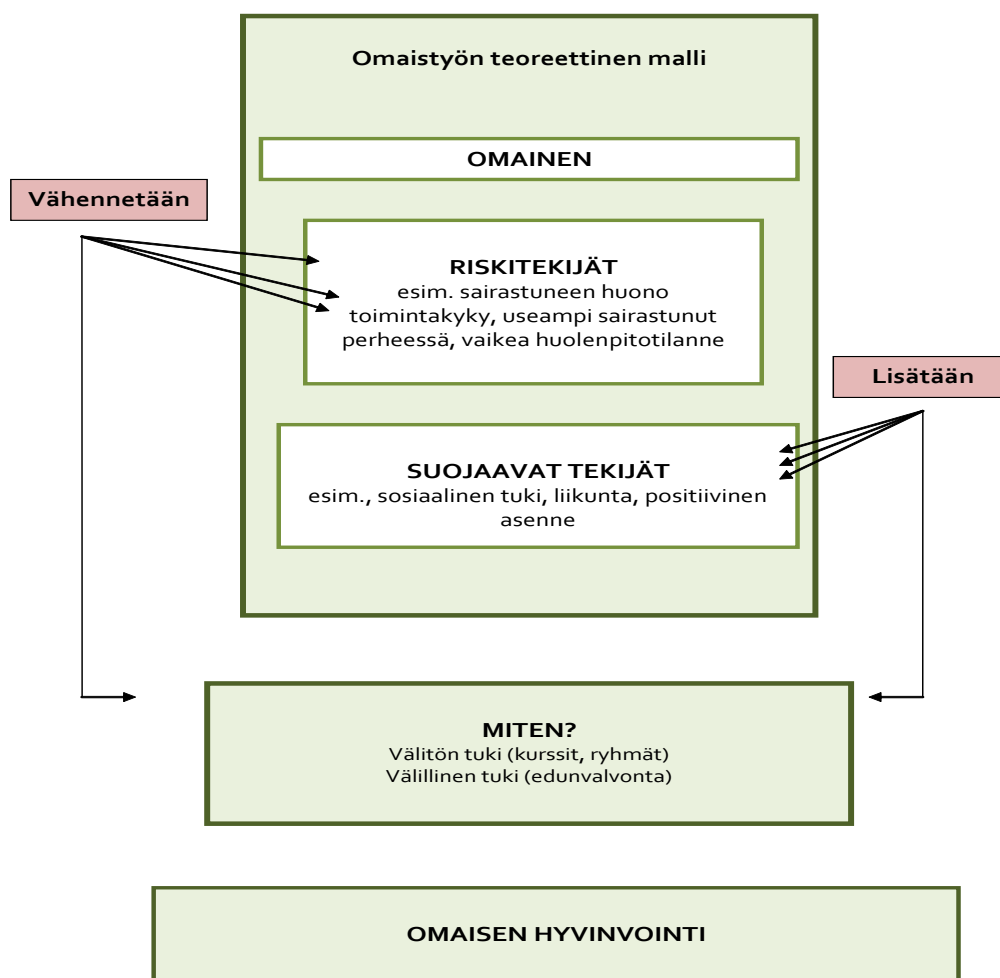 Omaistyön teoreettinen malli
OMAINEN
Vähennetään
RISKITEKIJÄT
esim. sairastuneen huono
toimintakyky, useampi sairastunut
perheessä, vaikea huolenpitotilanne
Lisätään
SUOJAAVAT TEKIJÄT
esim., sosiaalinen tuki, liikunta, positiivinen
asenne
MITEN?
Välitön tuki (kurssit, ryhmät)
Välillinen tuki (edunvalvonta)
OMAISEN HYVINVOINTI